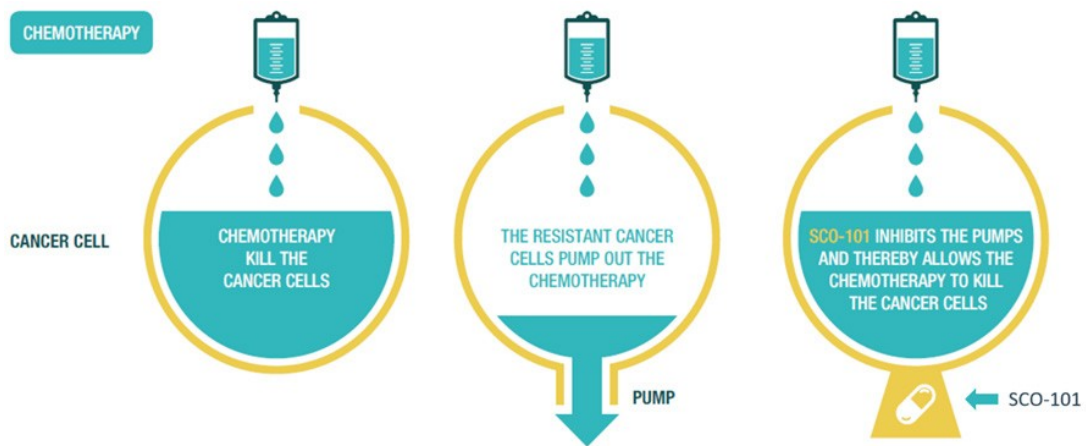 CHEMOTHERAPY
CANCER CELL
CHEMOTHERAPY
KILL THE
CANCER CELLS
THE RESISTANT CANCER
CELLS PUMP OUT THE
CHEMOTHERAPY
PUMP
SCO-101 INHIBITS THE PUMPS
AND THEREBY ALLOWS THE
CHEMOTHERAPY TO KILL
THE CANCER CELLS
SCO-101